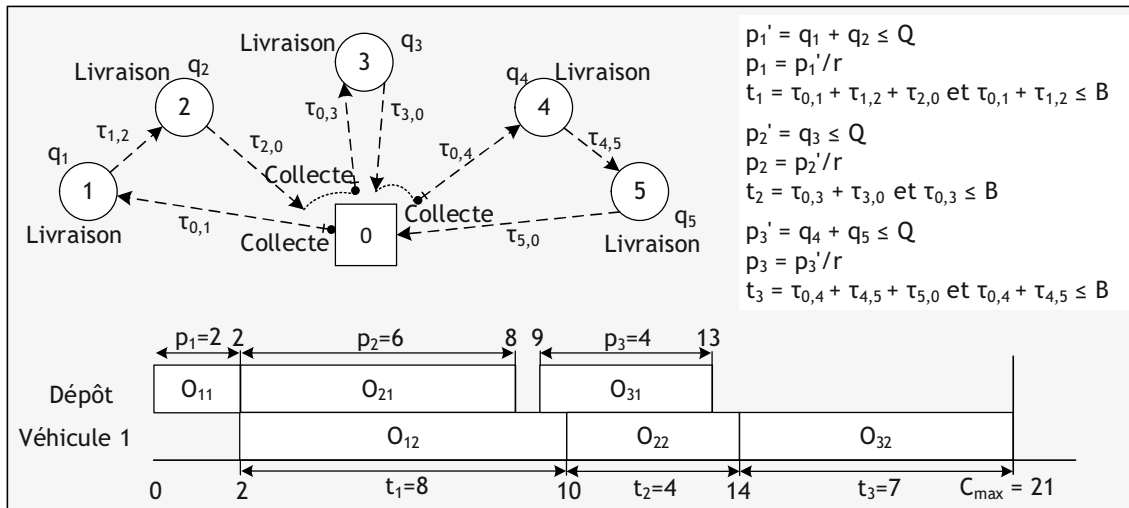 Livraison
q3
3
Livraison
q2
2
q4
Livraison
4
τ0,3
τ3,0
τ1,2
τ2,0
τ0,4
τ4,5
q1
1
Collecte
5
Livraison
τ0,1
Collecte
0
Collecte
τ5,0
q5
Livraison
p1' = q1 + q2 ≤ Q
p1 = p1'/r
t1 = τ0,1 + τ1,2 + τ2,0 et τ0,1 + τ1,2 ≤ B
p2' = q3 ≤ Q
p2 = p2'/r
t2 = τ0,3 + τ3,0 et τ0,3 ≤ B
p3' = q4 + q5 ≤ Q
p3 = p3'/r
t3 = τ0,4 + τ4,5 + τ5,0 et τ0,4 + τ4,5 ≤ B
p1=2 2 p2=6 8 9 p3=4 13
Dépôt O11 O21 O31
Véhicule 1 O12 O22 O32
0 2 t1=8 10 t2=4 14 t3=7 Cmax = 21